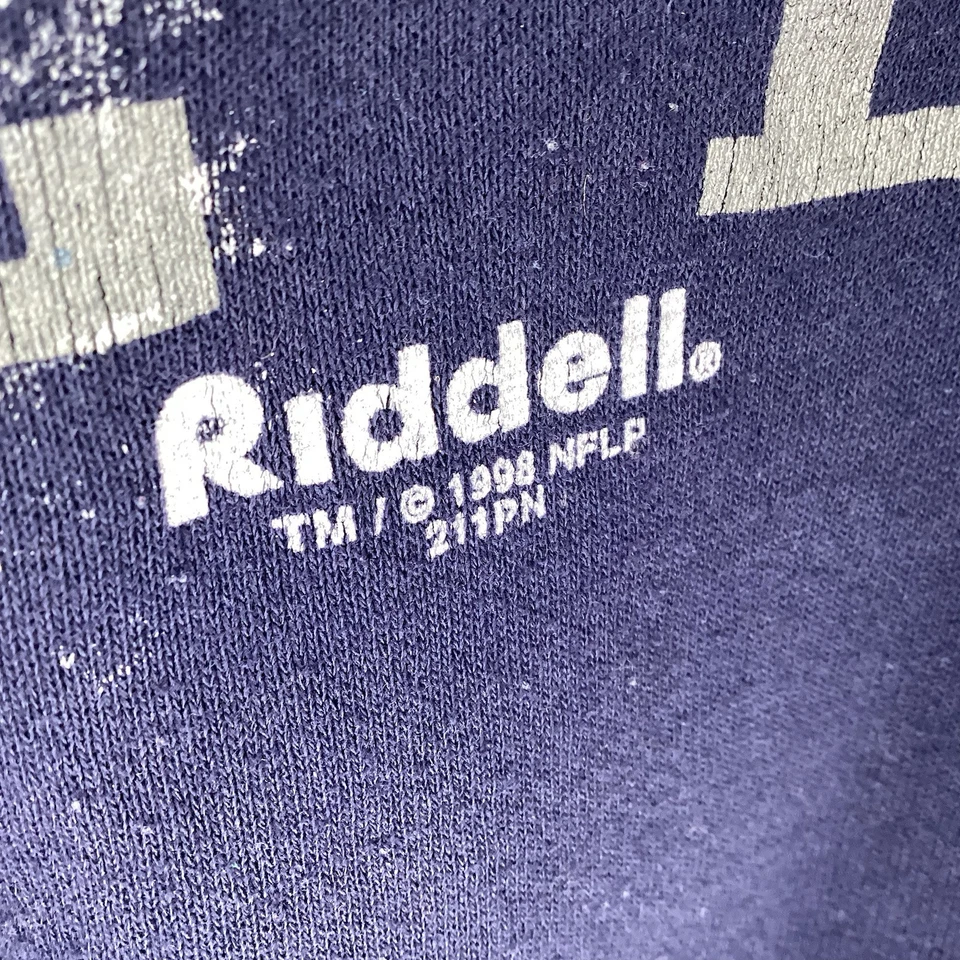 Riddell®
TM / © 1998 NFLP
211PN